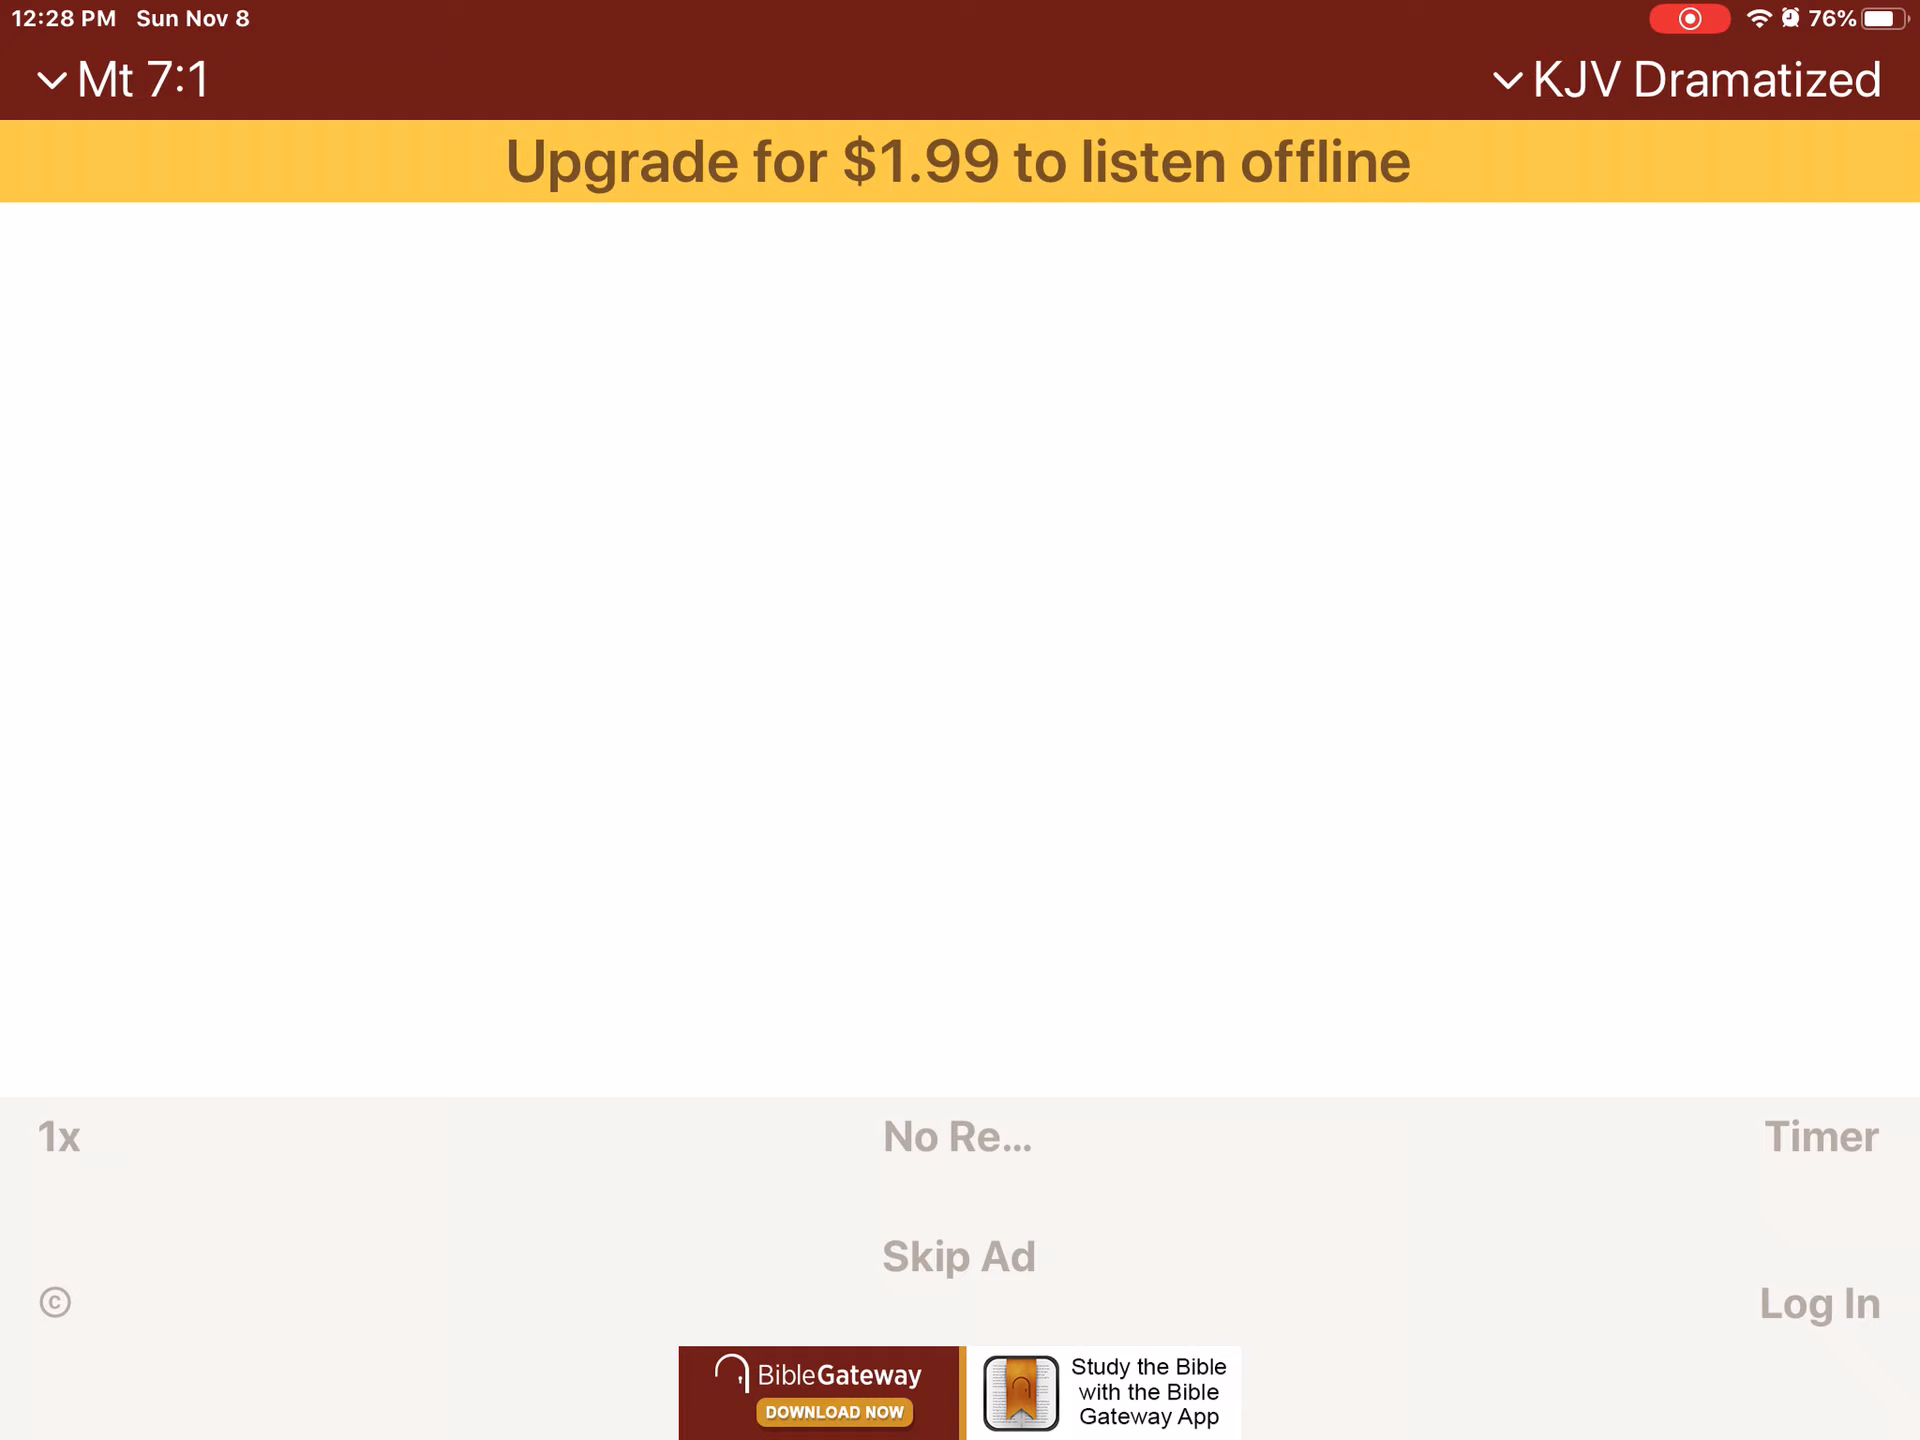 12:28 PM Sun Nov 8
76%
Mt 7:1
KJV Dramatized
Upgrade for $1.99 to listen offline
1x
No Re...
Timer
Skip Ad
©
Log In
BibleGateway
DOWNLOAD NOW
Study the Bible
with the Bible
Gateway App